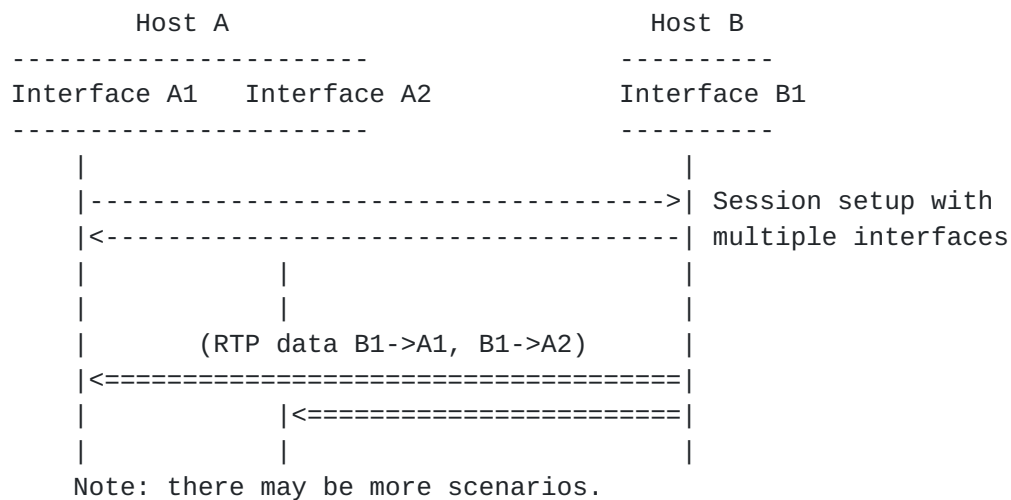 Host A                           Host B
-----------------------                ----------
Interface A1   Interface A2            Interface B1
-----------------------                ----------
|                                      |
|------------------------------------->| Session setup with
|<-------------------------------------| multiple interfaces
|            |                         |
|            |                         |
|       (RTP data B1->A1, B1->A2)      |
|<=====================================|
|            |<========================|
|            |                         |
Note: there may be more scenarios.